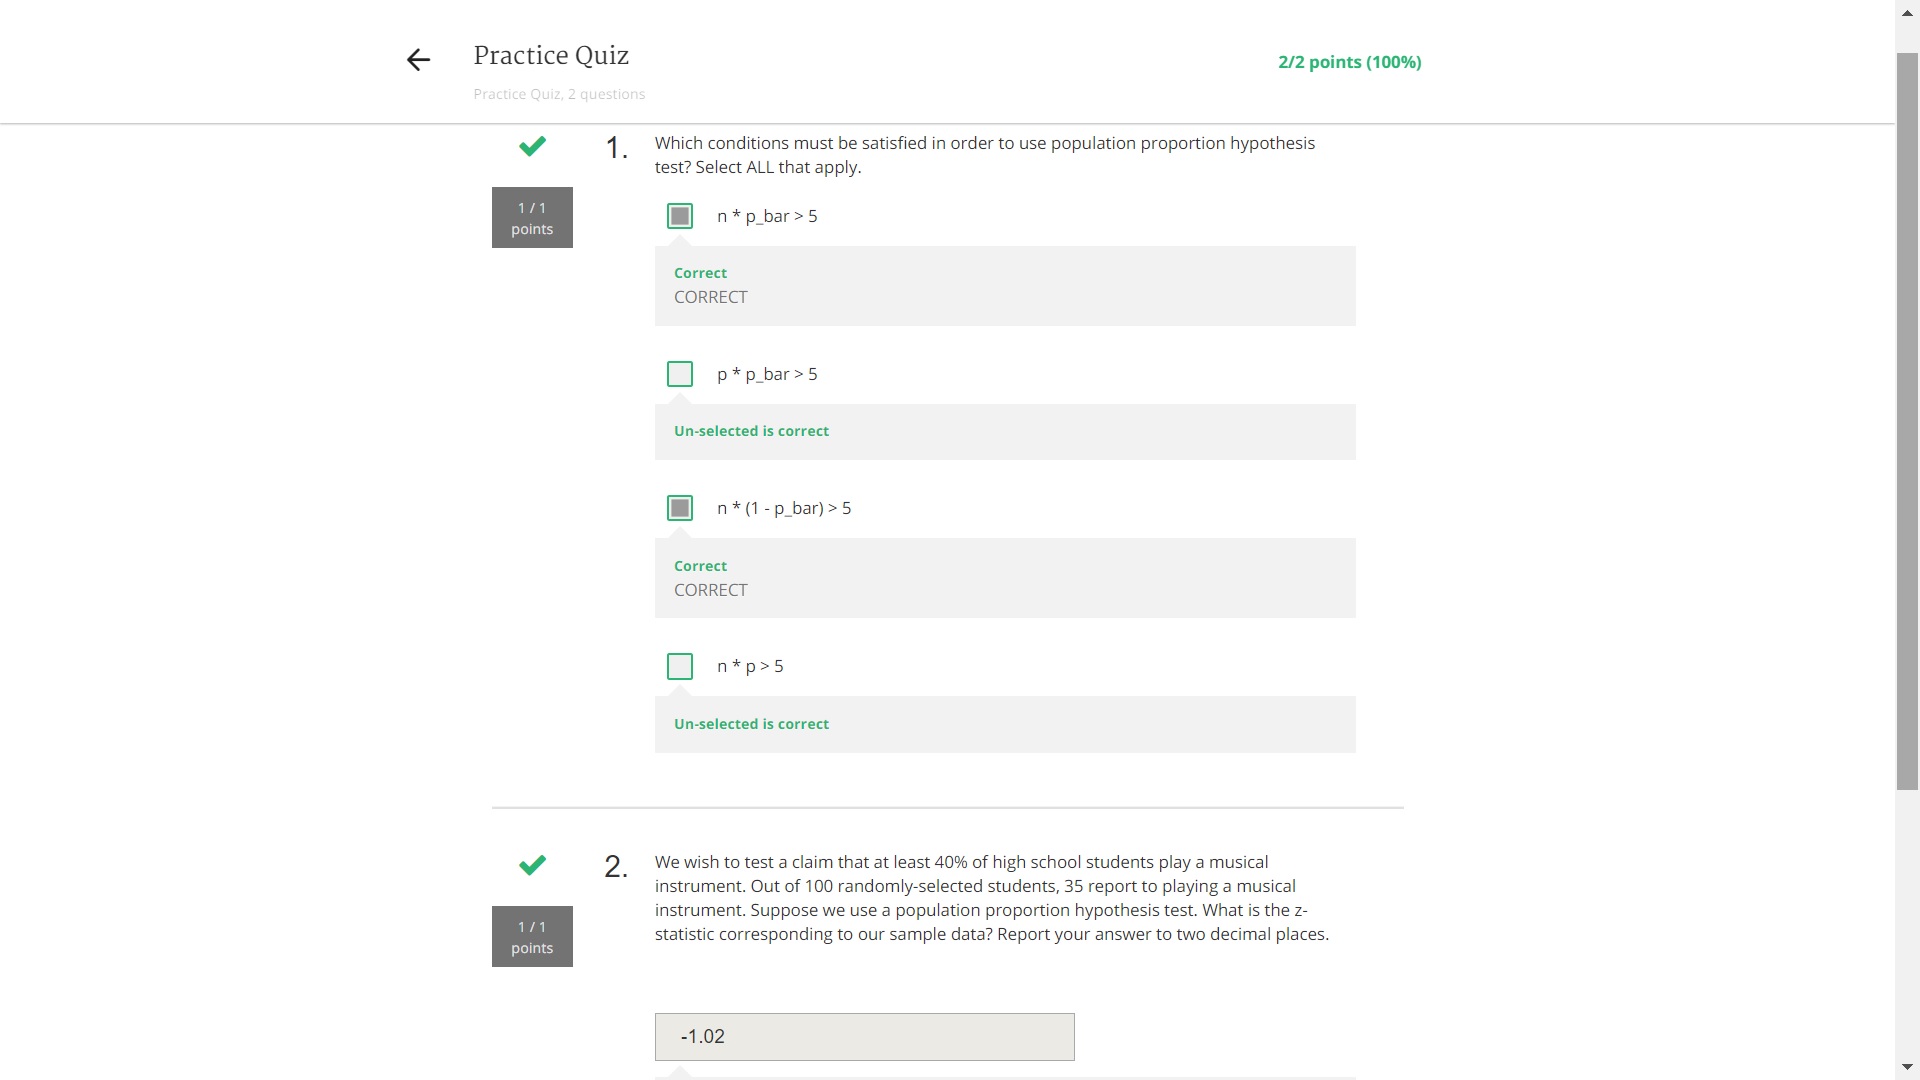 Practice Quiz
2/2 points (100%)
Practice Quiz, 2 questions
1.
Which conditions must be satisfied in order to use population proportion hypothesis
test? Select ALL that apply.
1 / 1
points
n * p_bar > 5
Correct
CORRECT
p * p_bar > 5
Un-selected is correct
n * (1 - p_bar) > 5
Correct
CORRECT
n * p > 5
Un-selected is correct
2.
We wish to test a claim that at least 40% of high school students play a musical
instrument. Out of 100 randomly-selected students, 35 report to playing a musical
instrument. Suppose we use a population proportion hypothesis test. What is the z-
statistic corresponding to our sample data? Report your answer to two decimal places.
1 / 1
points
-1.02